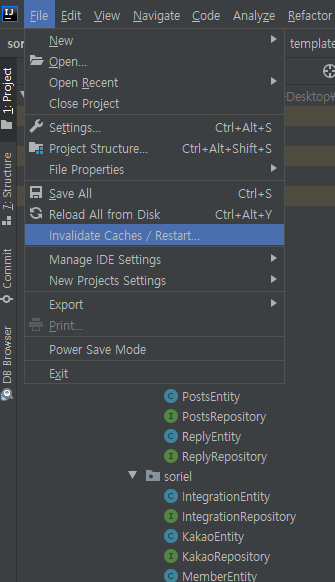 IJ File Edit View Navigate Code Analyze Refactor
sor template
New
Open...
Open Recent
Close Project
Desktop\
Settings... Ctrl+Alt+S
Project Structure... Ctrl+Alt+Shift+S
File Properties
Save All Ctrl+S
Reload All from Disk Ctrl+Alt+Y
Invalidate Caches / Restart...
Manage IDE Settings
New Projects Settings
Export
Print...
Power Save Mode
Exit
1: Project
7: Structure
Commit
DB Browser
C PostsEntity
I PostsRepository
C ReplyEntity
I ReplyRepository
soriel
C IntegrationEntity
I IntegrationRepository
C KakaoEntity
I KakaoRepository
C MemberEntity